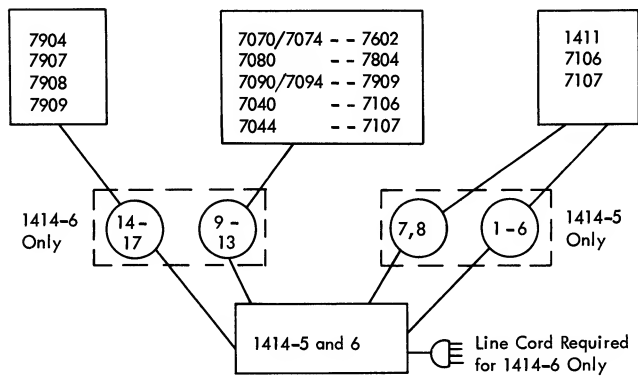 7904
7907
7908
7909
7070/7074 -- 7602
7080 -- 7804
7090/7094 -- 7909
7040 -- 7106
7044 -- 7107
1411
7106
7107
1414-6
Only
14-
17
9-
13
7,8
1-6
1414-5
Only
1414-5 and 6
Line Cord Required
for 1414-6 Only